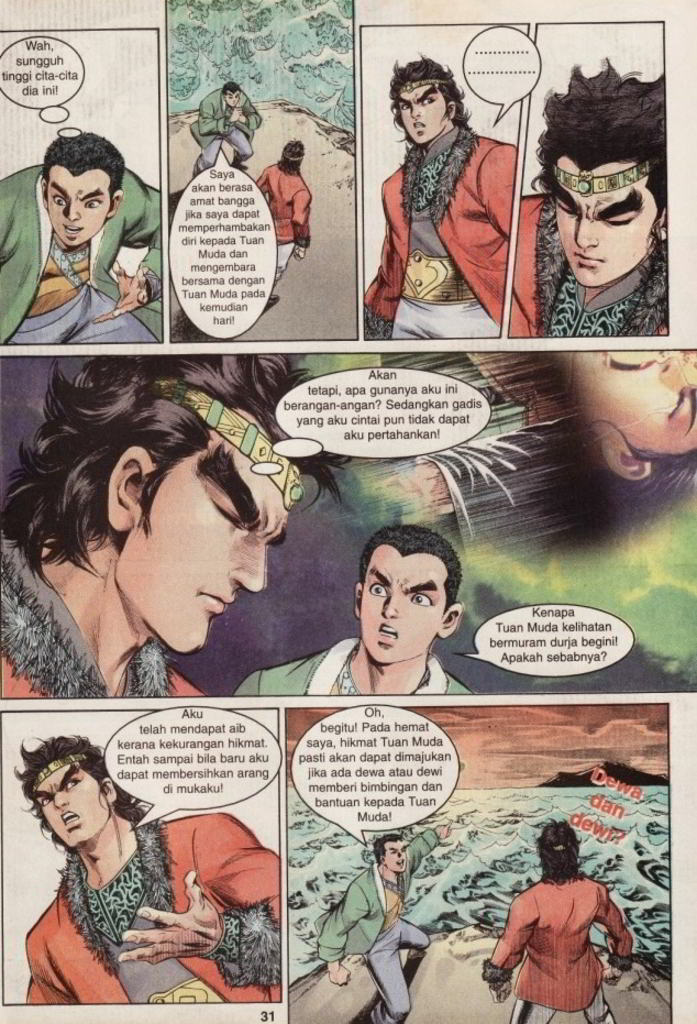 Wah,
sungguh
tinggi cita-cita
dia ini!
Saya
akan berasa
amat bangga
jika saya dapat
memperhambakan
diri kepada Tuan
Muda dan
mengembara
bersama dengan
Tuan Muda pada
kemudian
hari!
............
................
Akan
tetapi, apa gunanya aku ini
berangan-angan? Sedangkan gadis
yang aku cintai pun tidak dapat
aku pertahankan!
Kenapa
Tuan Muda kelihatan
bermuram durja begini!
Apakah sebabnya?
Aku
telah mendapat aib
kerana kekurangan hikmat.
Entah sampai bila baru aku
dapat membersihkan arang
di mukaku!
Oh,
begitu! Pada hemat
saya, hikmat Tuan Muda
pasti akan dapat dimajukan
jika ada dewa atau dewi
memberi bimbingan dan
bantuan kepada Tuan
Muda!
Dewa
dan
dewi?
31